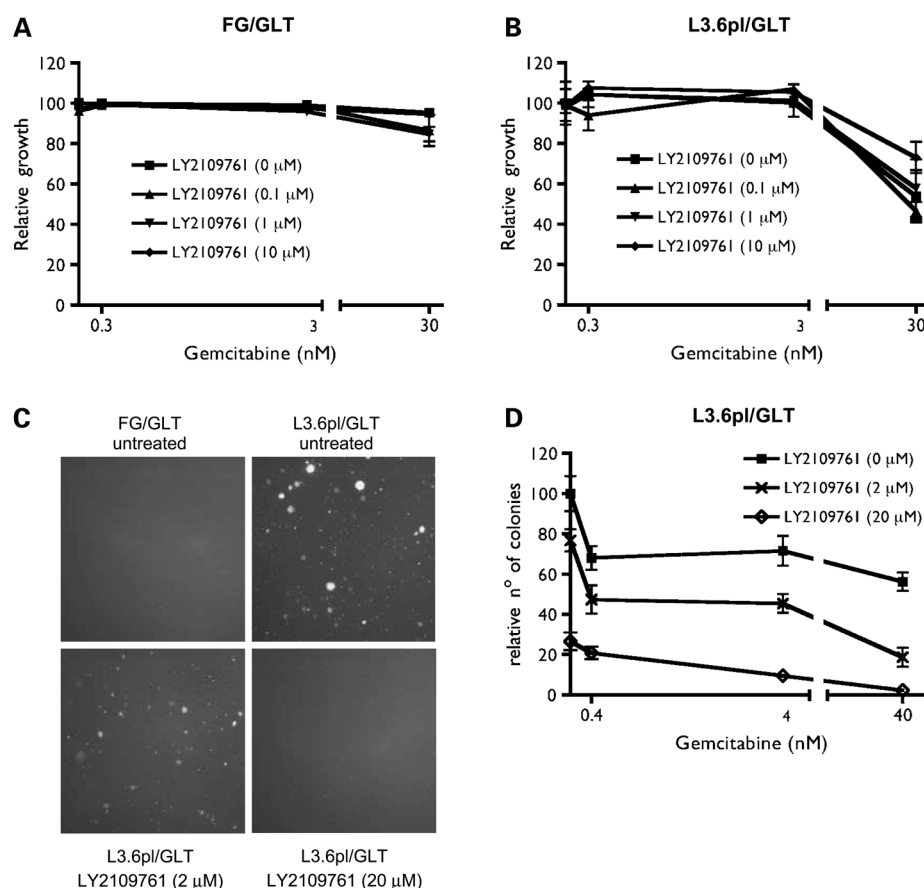 A
FG/GLT
120
100
80
60
40
20
0
Relative growth
LY2109761 (0 μM)
LY2109761 (0.1 μM)
LY2109761 (1 μM)
LY2109761 (10 μM)
0.3
3
30
Gemcitabine (nM)
B
L3.6pl/GLT
120
100
80
60
40
20
0
Relative growth
LY2109761 (0 μM)
LY2109761 (0.1 μM)
LY2109761 (1 μM)
LY2109761 (10 μM)
0.3
3
30
Gemcitabine (nM)
C
FG/GLT
untreated
L3.6pl/GLT
untreated
L3.6pl/GLT
LY2109761 (2 μM)
L3.6pl/GLT
LY2109761 (20 μM)
D
L3.6pl/GLT
120
100
80
60
40
20
0
relative n° of colonies
LY2109761 (0 μM)
LY2109761 (2 μM)
LY2109761 (20 μM)
0.4
4
40
Gemcitabine (nM)